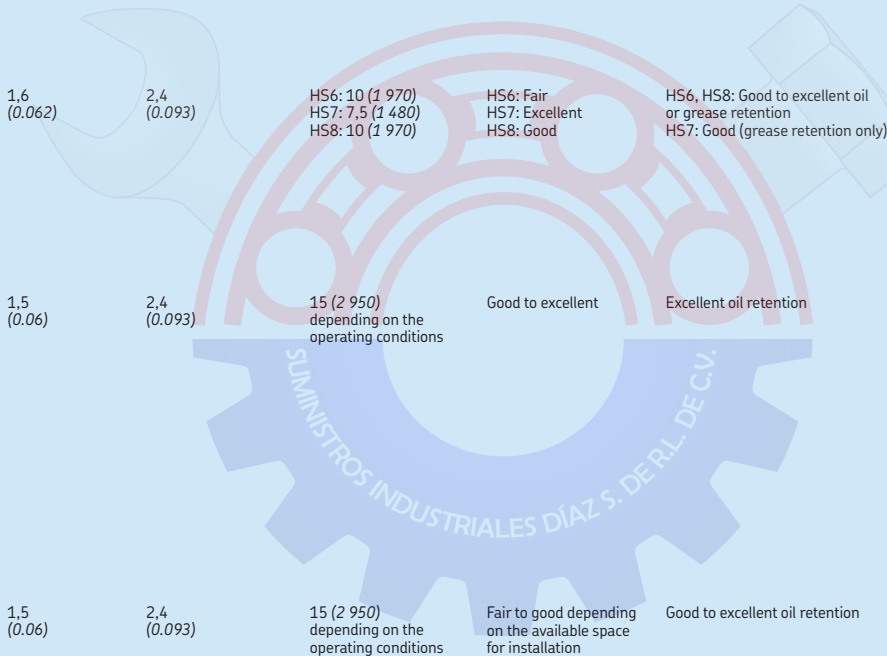 1,6
(0.062)
2,4
(0.093)
HS6: 10 (1 970)
HS7: 7,5 (1 480)
HS8: 10 (1 970)
HS6: Fair
HS7: Excellent
HS8: Good
HS6, HS8: Good to excellent oil
or grease retention
HS7: Good (grease retention only)
1,5
(0.06)
2,4
(0.093)
15 (2 950)
depending on the
operating conditions
Good to excellent
Excellent oil retention
SUMINISTROS INDUSTRIALES DÍAZ S. DE R.L. DE C.V.
1,5
(0.06)
2,4
(0.093)
15 (2 950)
depending on the
operating conditions
Fair to good depending
on the available space
for installation
Good to excellent oil retention